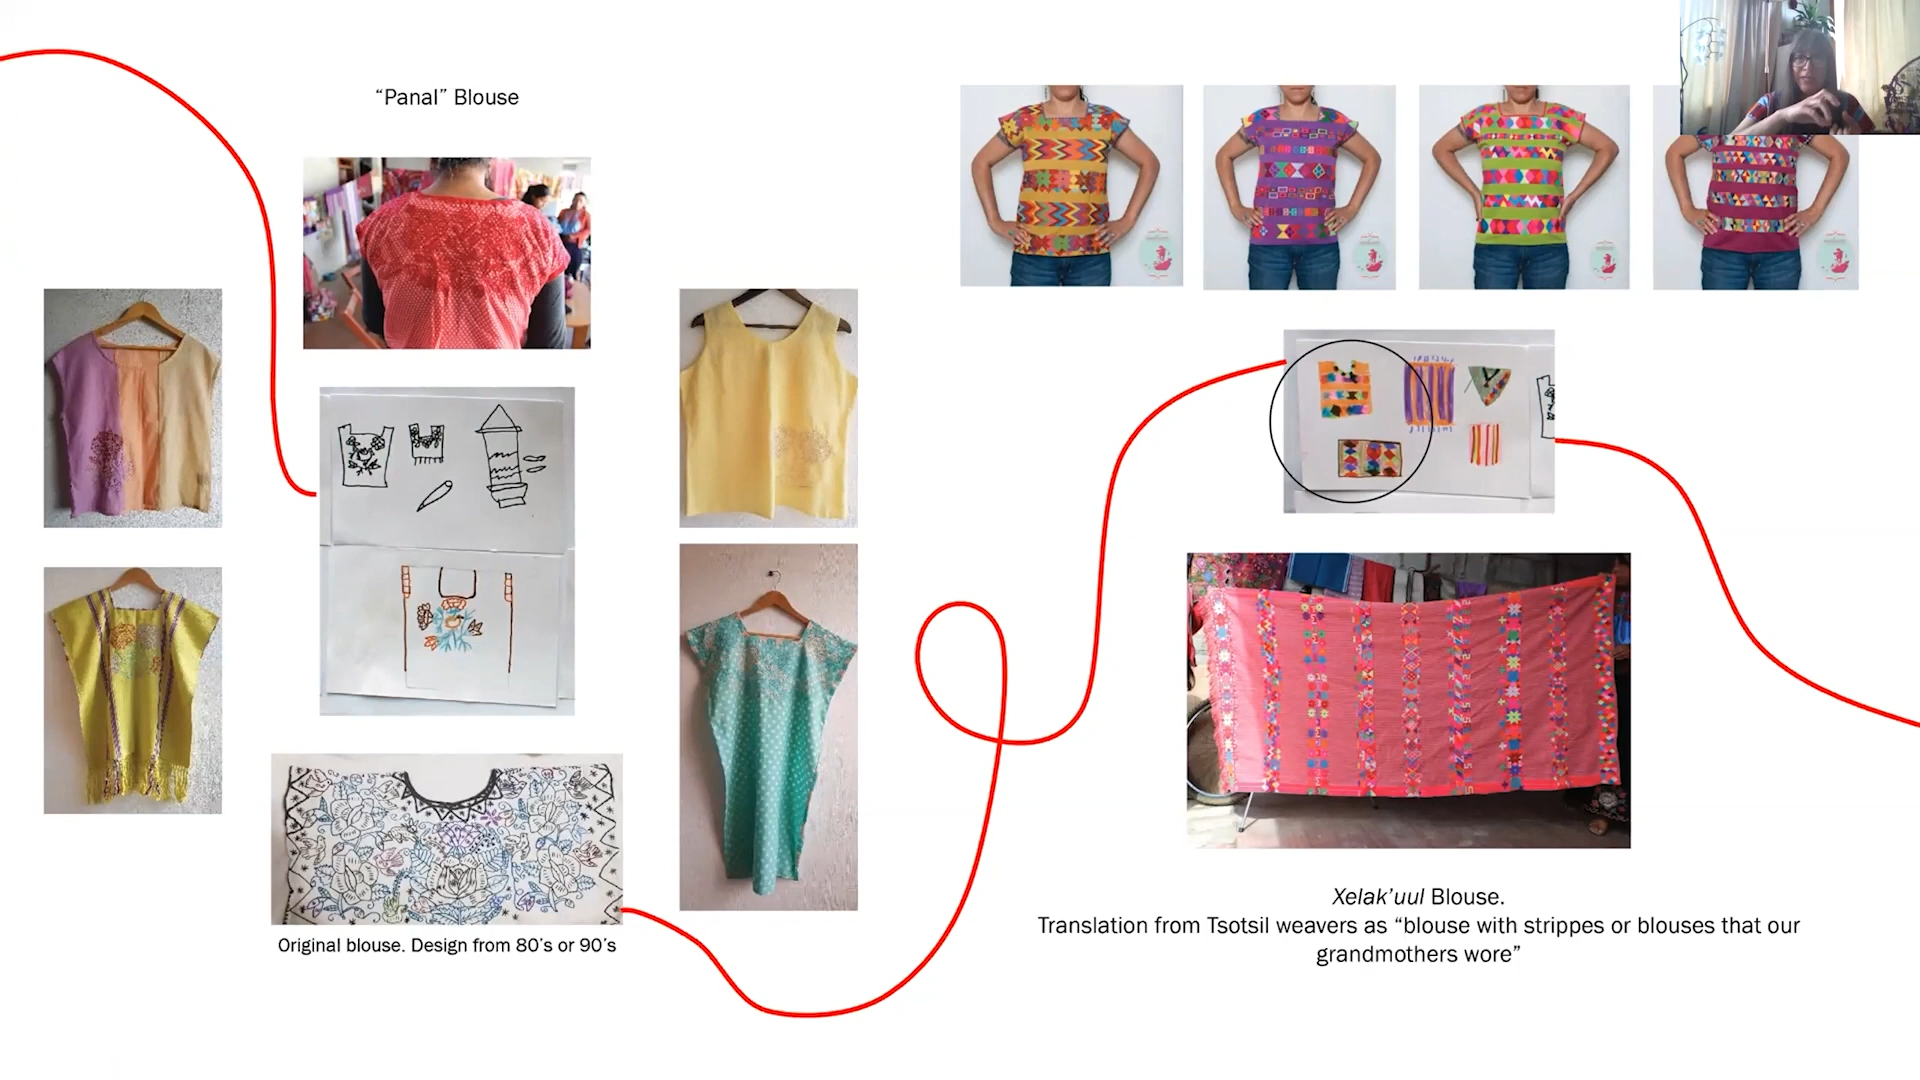 “Panal” Blouse
Original blouse. Design from 80’s or 90’s
Xelak’uul Blouse.
Translation from Tsotsil weavers as “blouse with strippes or blouses that our
grandmothers wore”